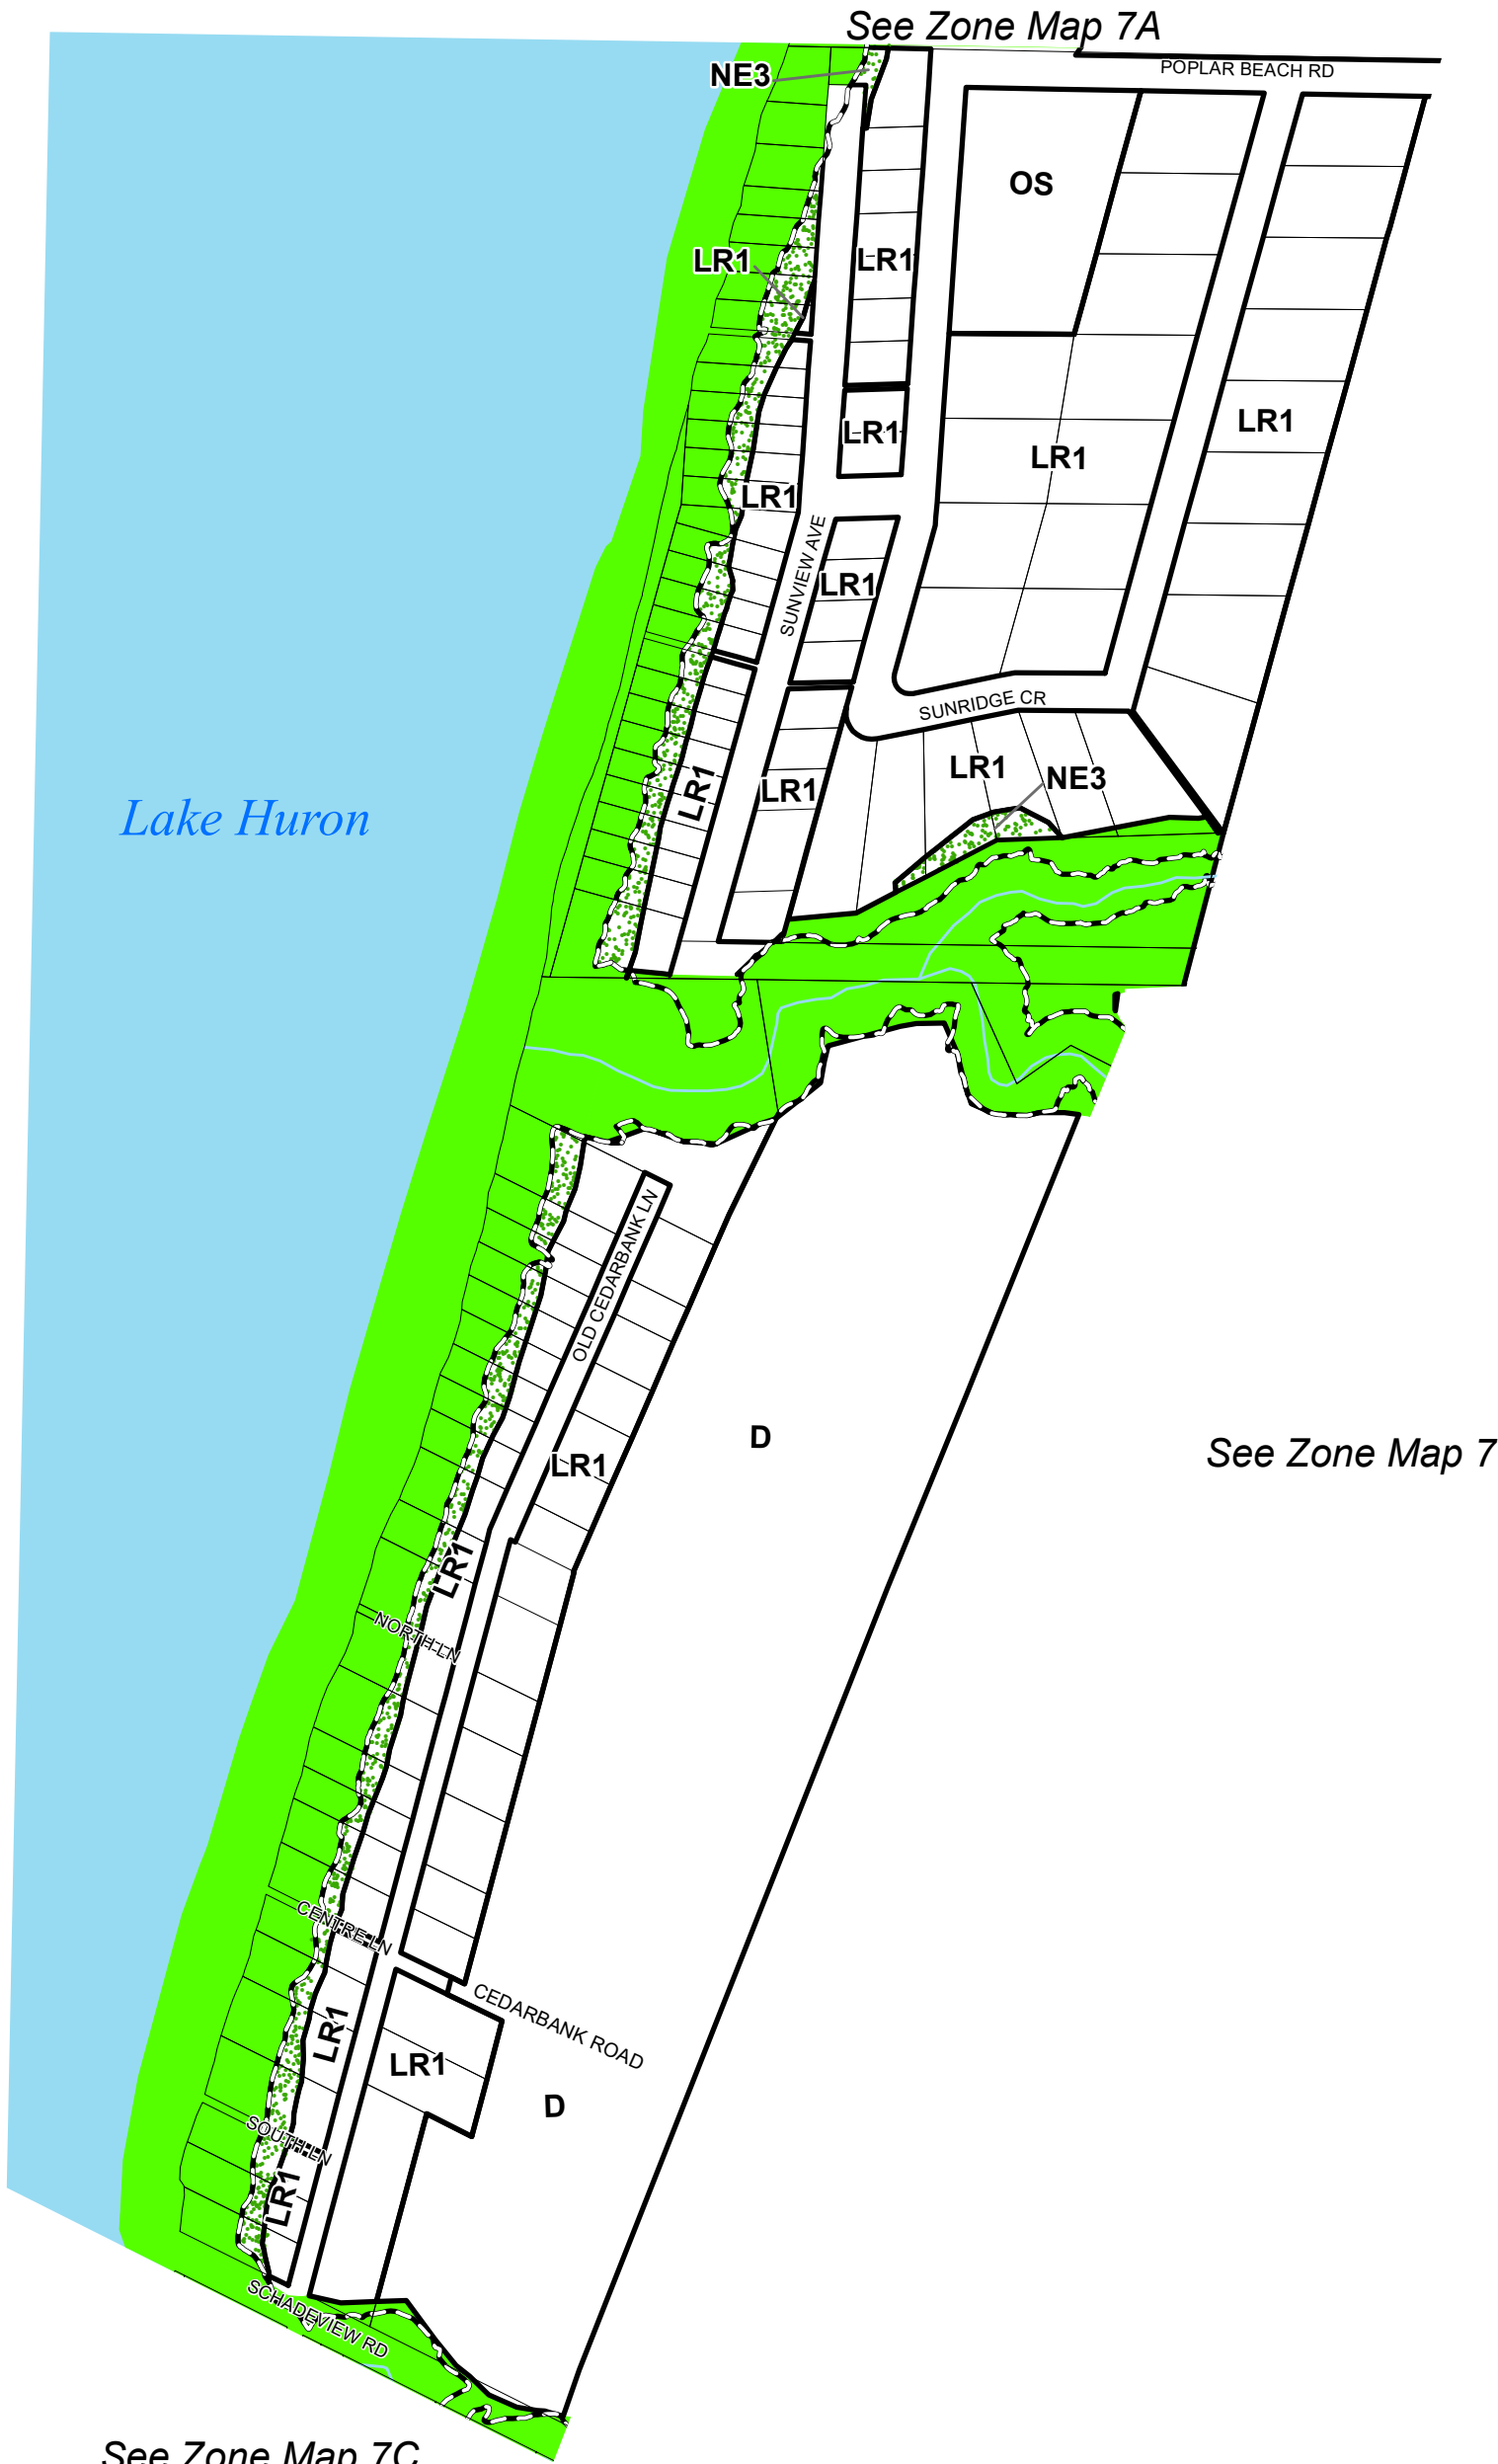 See Zone Map 7A
POPLAR BEACH RD
NE3
OS
LR1
LR1
LR1
LR1
LR1
LR1
SUNVIEW AVE
LR1
SUNRIDGE CR
LR1
NE3
LR1
LR1
Lake Huron
OLD CEDARBANK LN
D
See Zone Map 7
LR1
LR1
NORTH LN
CENTRE LN
CEDARBANK ROAD
LR1
LR1
D
SOUTH LN
LR1
SCHADEVIEW RD
See Zone Map 7C